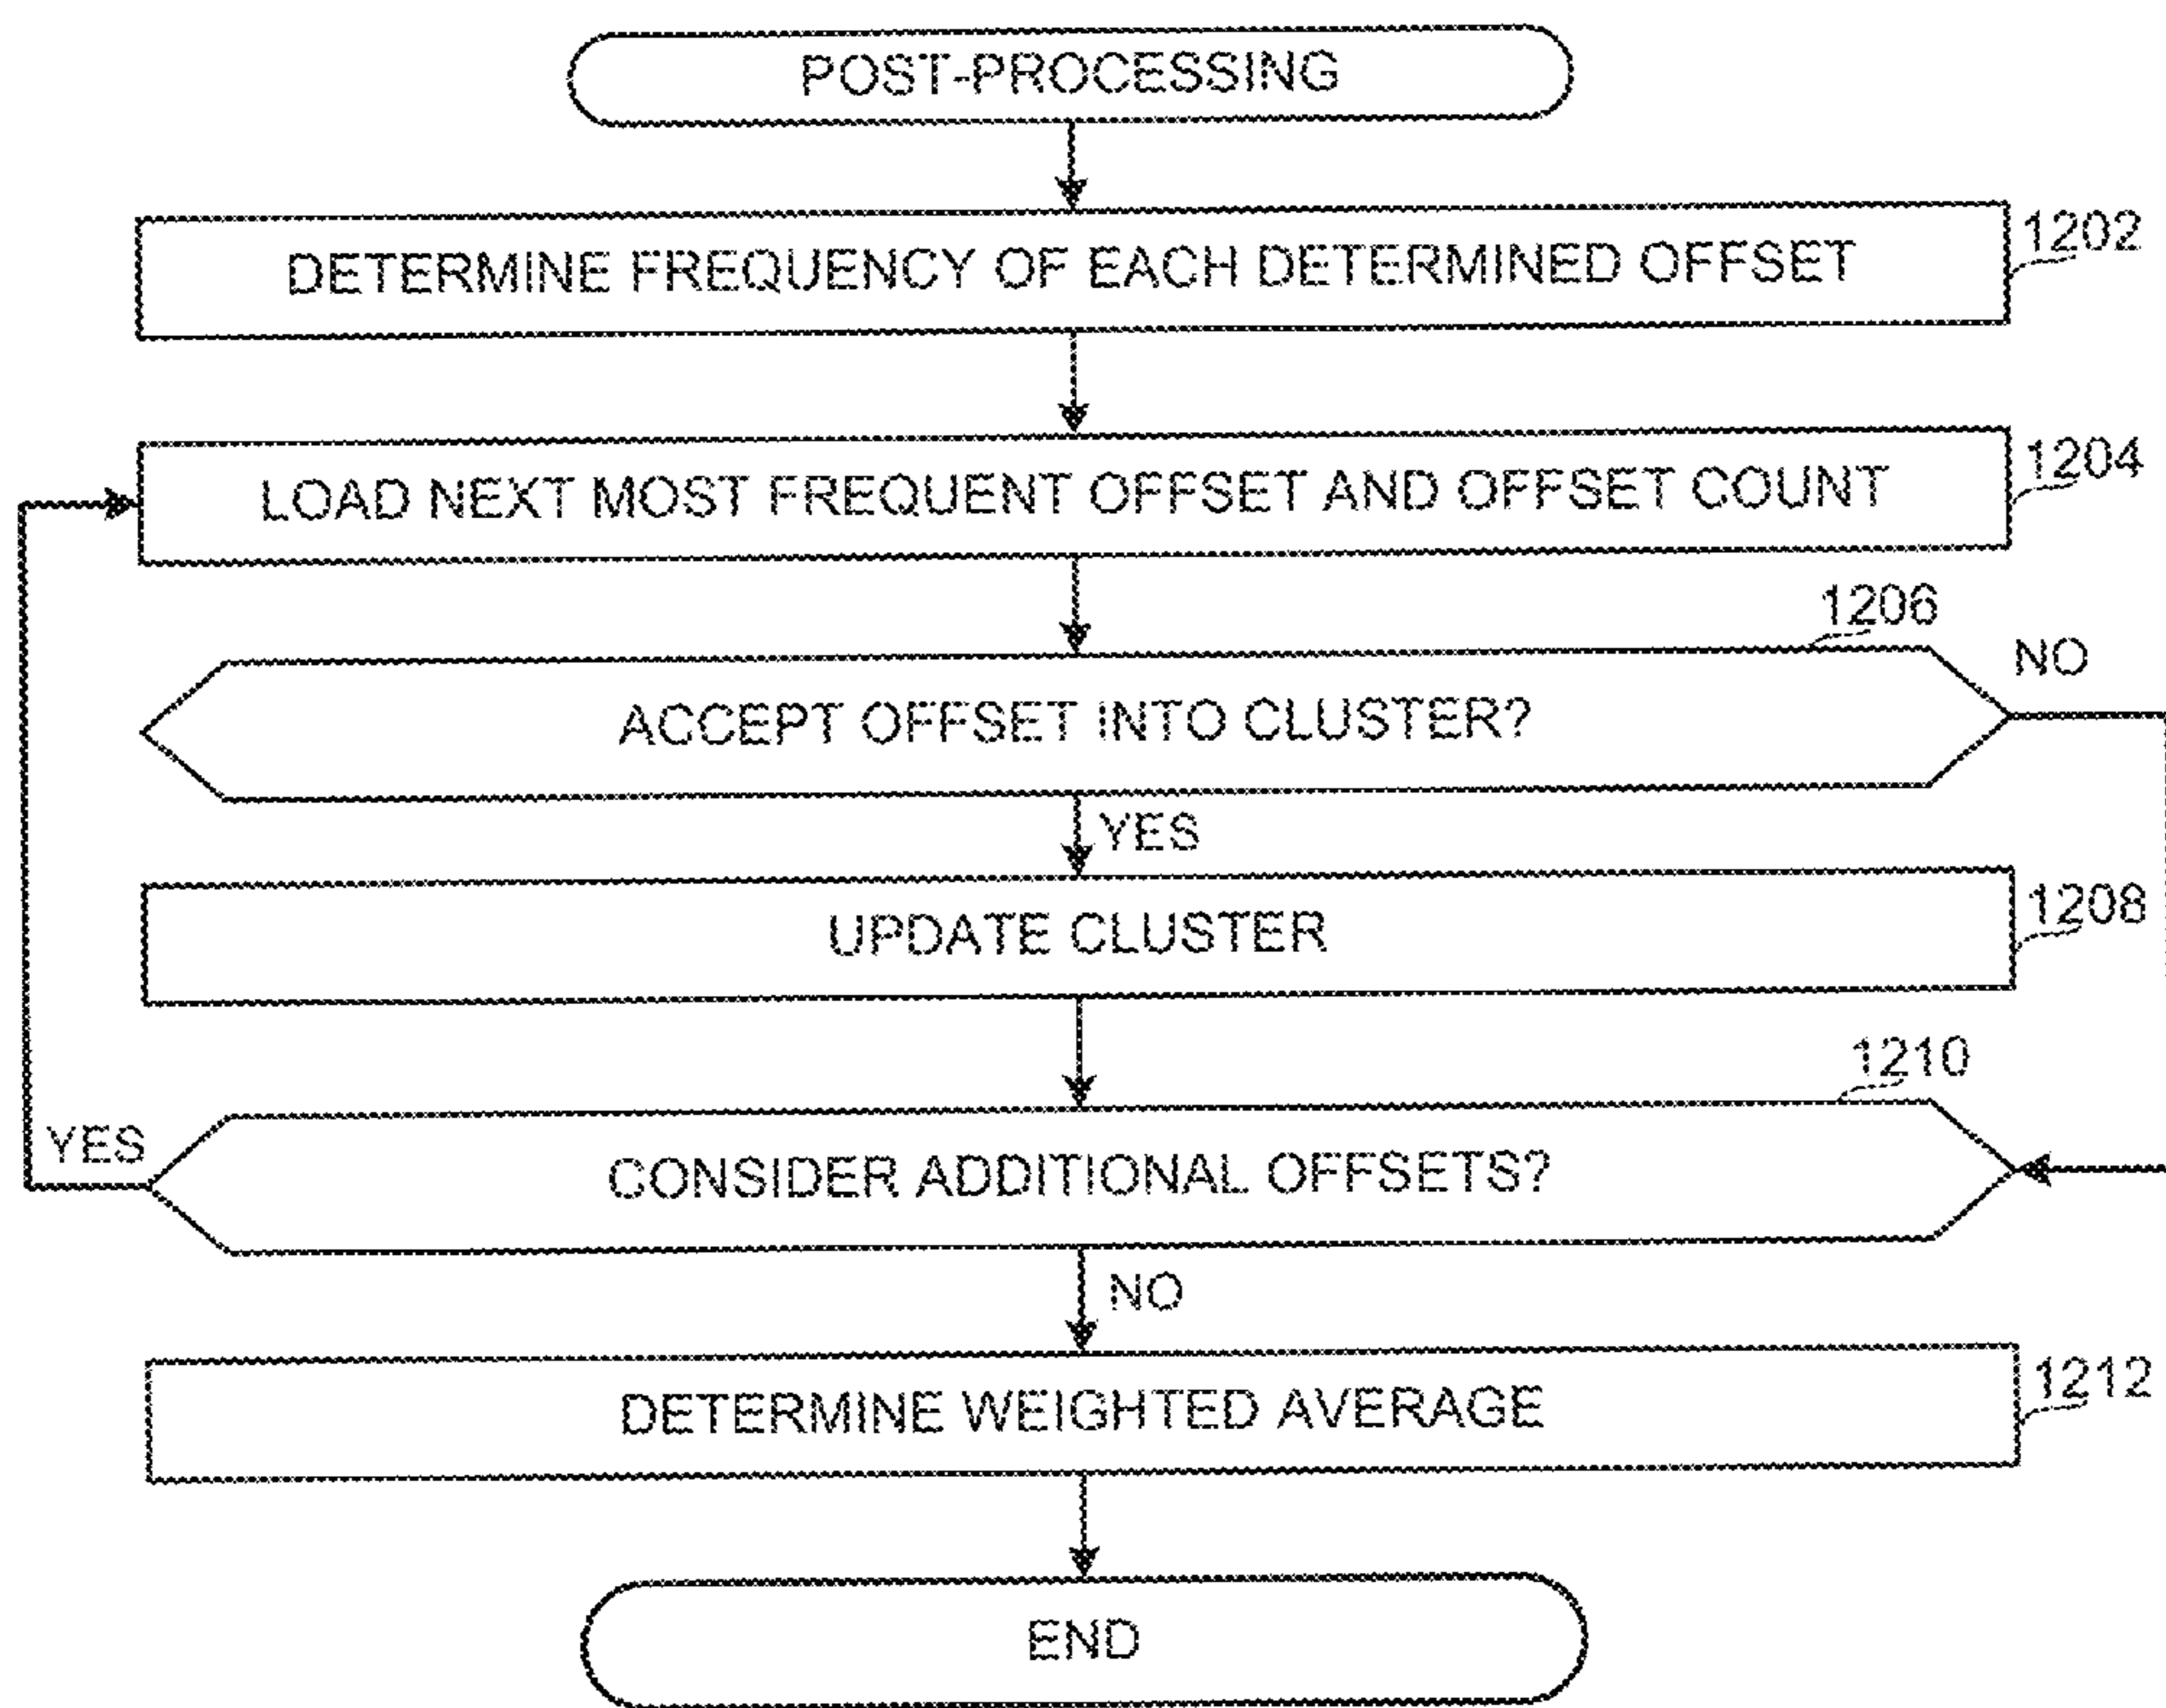 POST-PROCESSING
DETERMINE FREQUENCY OF EACH DETERMINED OFFSET
1202
LOAD NEXT MOST FREQUENT OFFSET AND OFFSET COUNT
1204
1206
ACCEPT OFFSET INTO CLUSTER?
NO
YES
UPDATE CLUSTER
1208
1210
YES
CONSIDER ADDITIONAL OFFSETS?
NO
DETERMINE WEIGHTED AVERAGE
1212
END